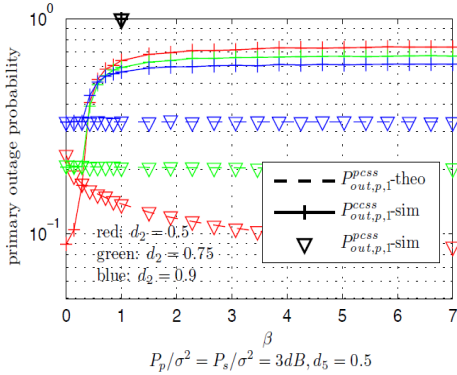 10^0
10^{-1}
primary outage probability
P^{pcss}_{out,p,1}-theo
P^{ccss}_{out,p,1}-sim
P^{pcss}_{out,p,1}-sim
red: d_2 = 0.5
green: d_2 = 0.75
blue: d_2 = 0.9
0 1 2 3 4 5 6 7
β
P_p/σ^2 = P_s/σ^2 = 3dB, d_5 = 0.5